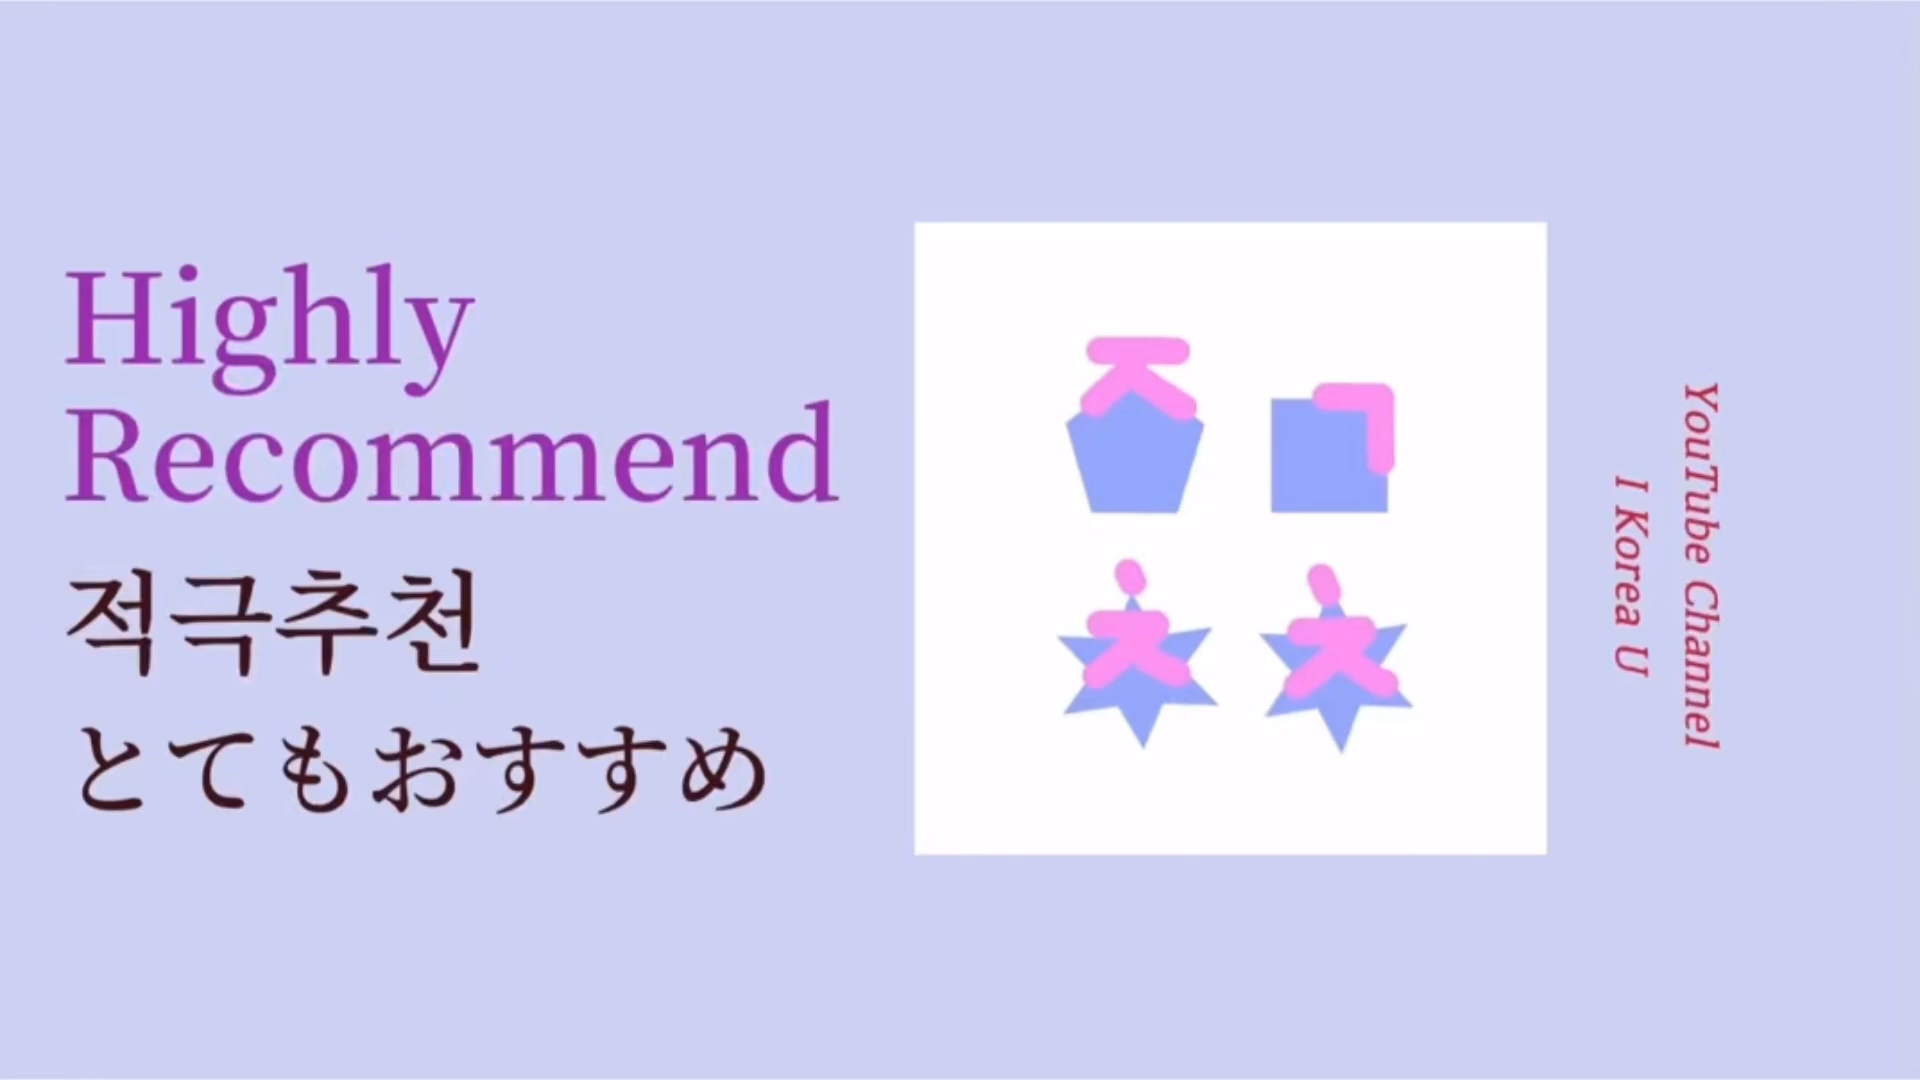 Highly
Recommend
적극추천
とてもおすすめ
ㅈ ㄱ
ㅊ ㅊ
YouTube Channel
I Korea U